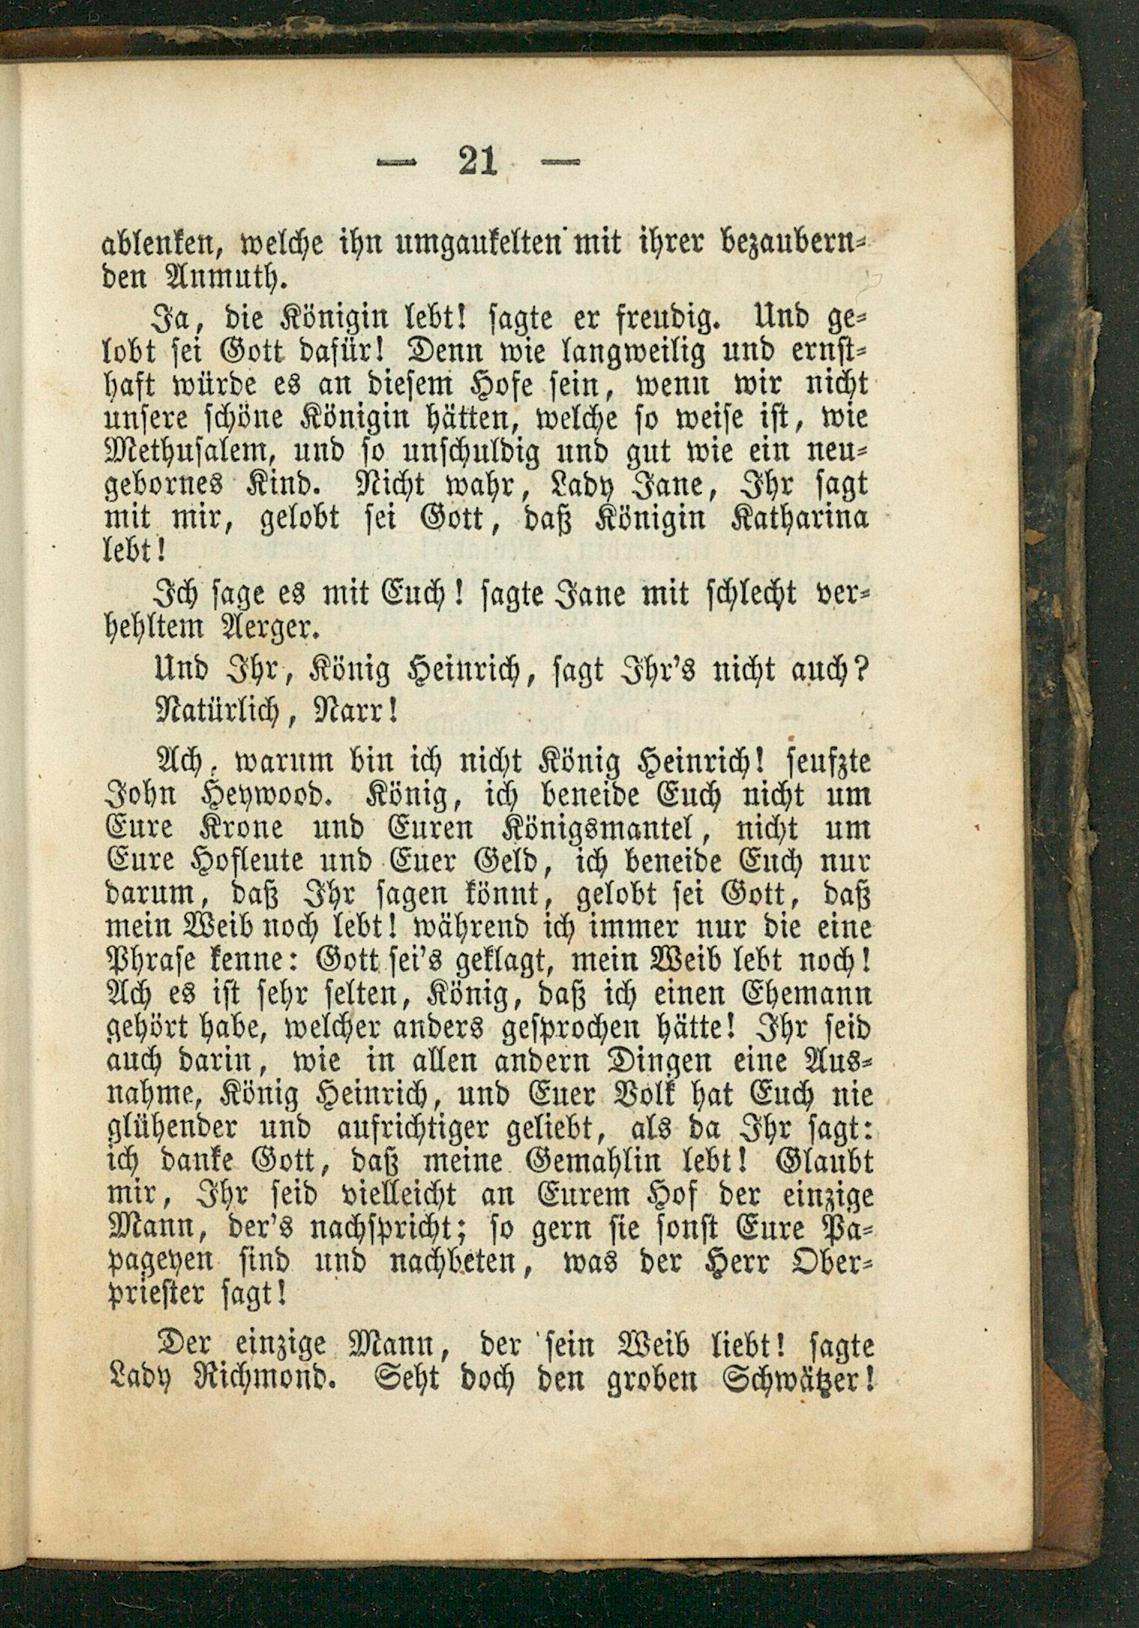 — 21 —
ablenken, welche ihn umgaukelten mit ihrer bezaubern-
den Anmuth.
Ja, die Königin lebt! sagte er freudig. Und ge-
lobt sei Gott dafür! Denn wie langweilig und ernst-
haft würde es an diesem Hofe sein, wenn wir nicht
unsere schöne Königin hätten, welche so weise ist, wie
Methusalem, und so unschuldig und gut wie ein neu-
gebornes Kind. Nicht wahr, Lady Jane, Ihr sagt
mit mir, gelobt sei Gott, daß Königin Katharina
lebt!
Ich sage es mit Euch! sagte Jane mit schlecht ver-
hehltem Aerger.
Und Ihr, König Heinrich, sagt Ihr's nicht auch?
Natürlich, Narr!
Ach, warum bin ich nicht König Heinrich! seufzte
John Heywood. König, ich beneide Euch nicht um
Eure Krone und Euren Königsmantel, nicht um
Eure Hofleute und Euer Geld, ich beneide Euch nur
darum, daß Ihr sagen könnt, gelobt sei Gott, daß
mein Weib noch lebt! während ich immer nur die eine
Phrase kenne: Gott sei's geklagt, mein Weib lebt noch!
Ach es ist sehr selten, König, daß ich einen Ehemann
gehört habe, welcher anders gesprochen hätte! Ihr seid
auch darin, wie in allen andern Dingen eine Aus-
nahme, König Heinrich, und Euer Volk hat Euch nie
glühender und aufrichtiger geliebt, als da Ihr sagt:
ich danke Gott, daß meine Gemahlin lebt! Glaubt
mir, Ihr seid vielleicht an Eurem Hof der einzige
Mann, der's nachspricht; so gern sie sonst Eure Pa-
pageyen sind und nachbeten, was der Herr Ober-
priester sagt!
Der einzige Mann, der sein Weib liebt! sagte
Lady Richmond. Seht doch den groben Schwätzer!